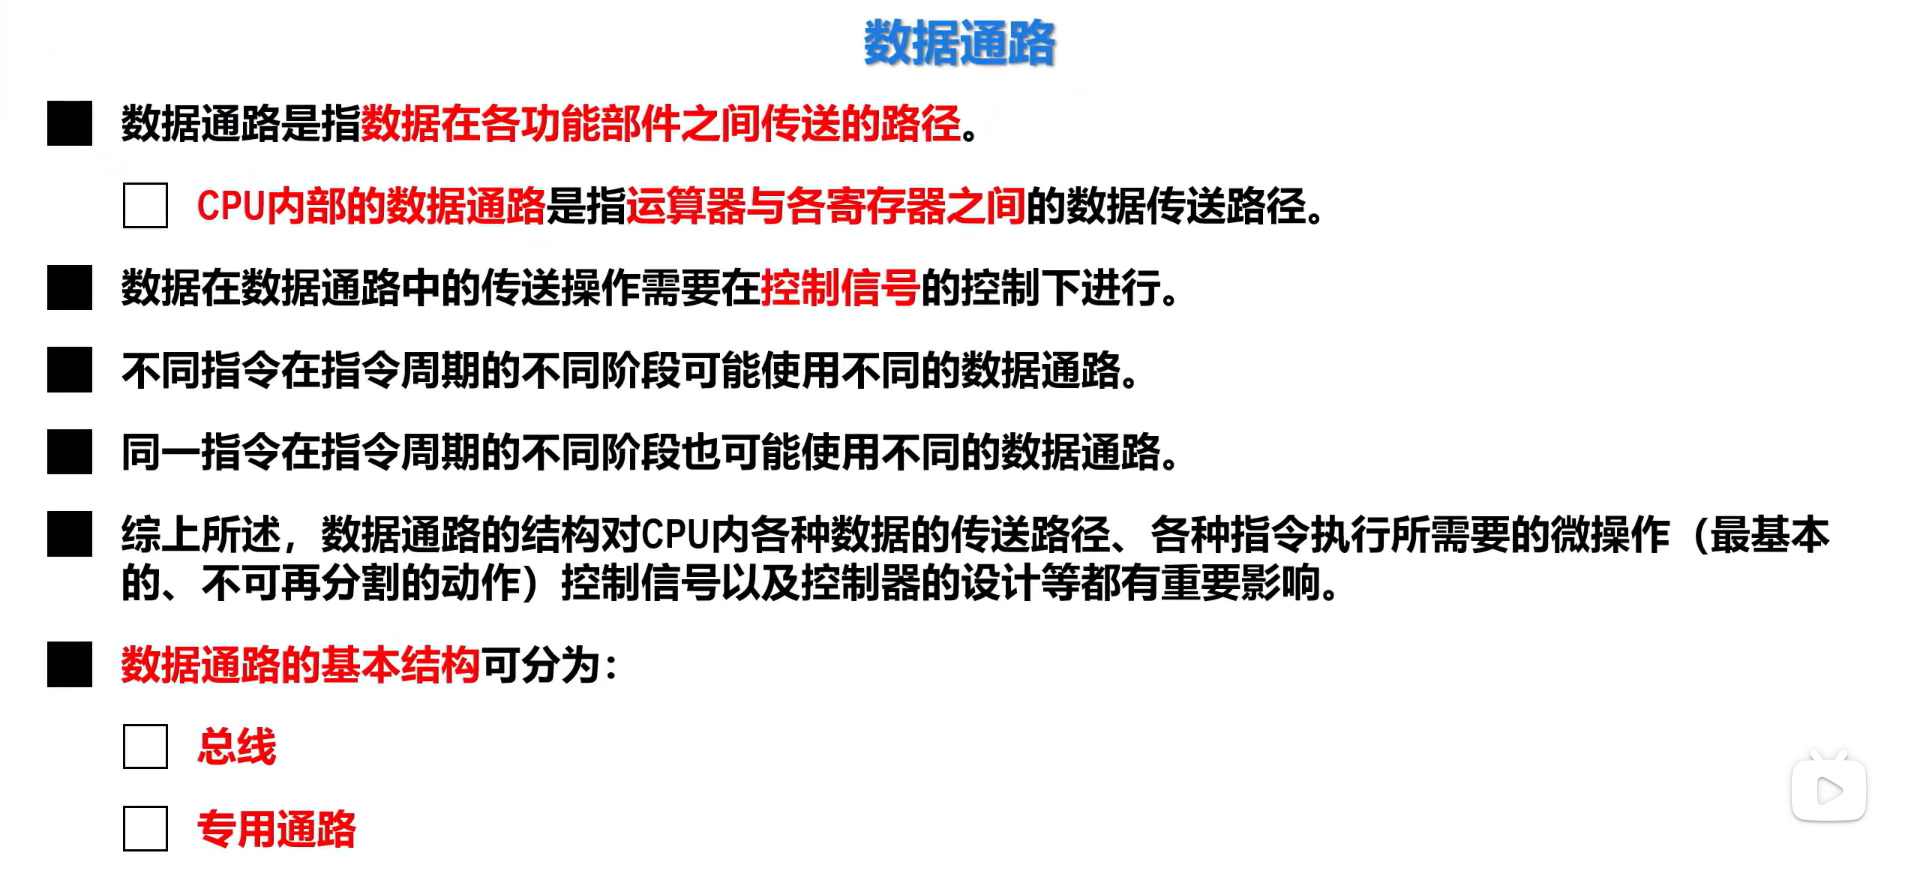 数据通路
数据通路是指数据在各功能部件之间传送的路径。
CPU内部的数据通路是指运算器与各寄存器之间的数据传送路径。
数据在数据通路中的传送操作需要在控制信号的控制下进行。
不同指令在指令周期的不同阶段可能使用不同的数据通路。
同一指令在指令周期的不同阶段也可能使用不同的数据通路。
综上所述，数据通路的结构对CPU内各种数据的传送路径、各种指令执行所需要的微操作（最基本
的、不可再分割的动作）控制信号以及控制器的设计等都有重要影响。
数据通路的基本结构可分为：
总线
专用通路